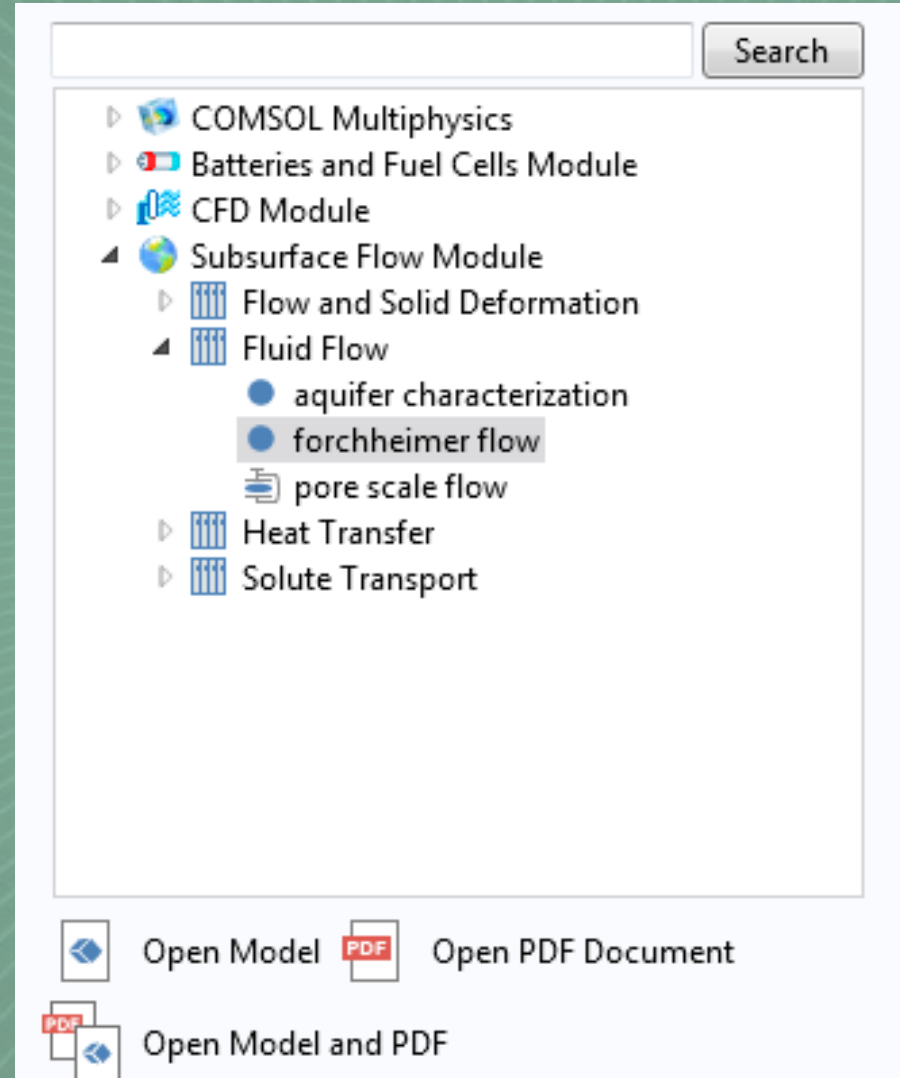 Search
COMSOL Multiphysics
Batteries and Fuel Cells Module
CFD Module
Subsurface Flow Module
Flow and Solid Deformation
Fluid Flow
aquifer characterization
forchheimer flow
pore scale flow
Heat Transfer
Solute Transport
Open Model PDF Open PDF Document
PDF Open Model and PDF